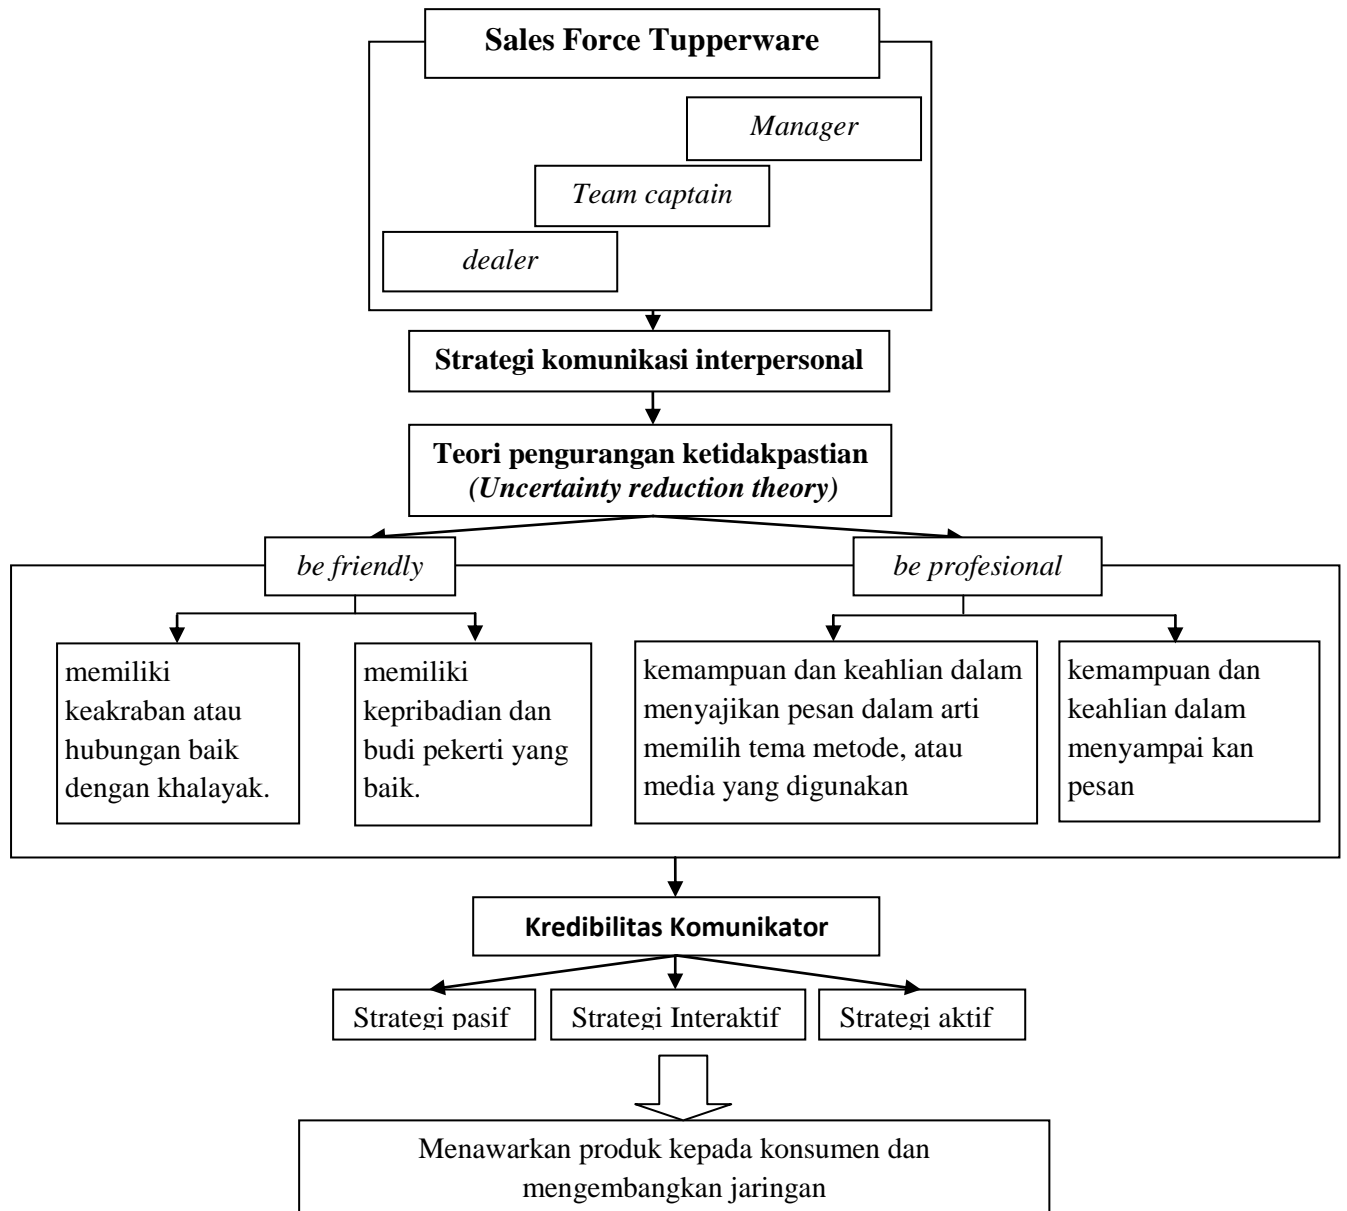 Sales Force Tupperware
Manager
Team captain
dealer
Strategi komunikasi interpersonal
Teori pengurangan ketidakpastian
(Uncertainty reduction theory)
be friendly
be profesional
memiliki
keakraban atau
hubungan baik
dengan khalayak.
memiliki
kepribadian dan
budi pekerti yang
baik.
kemampuan dan keahlian dalam
menyajikan pesan dalam arti
memilih tema metode, atau
media yang digunakan
kemampuan dan
keahlian dalam
menyampai kan
pesan
Kredibilitas Komunikator
Strategi pasif
Strategi Interaktif
Strategi aktif
Menawarkan produk kepada konsumen dan
mengembangkan jaringan